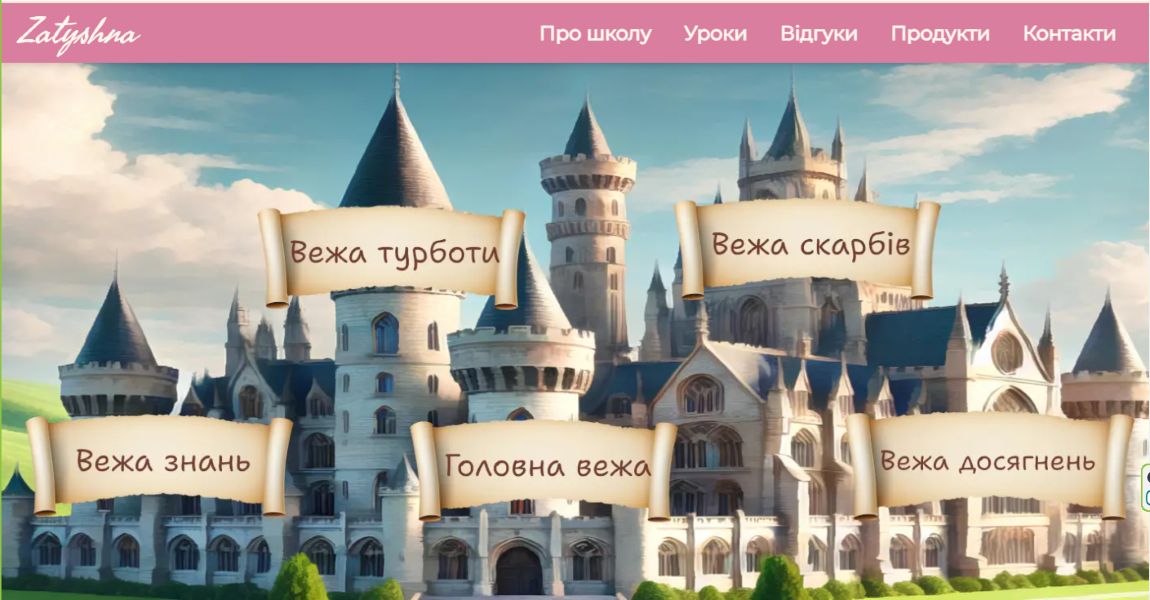 Zatyshna
Про школу Уроки Відгуки Продукти Контакти
Вежа турботи
Вежа скарбів
Вежа знань
Головна вежа
Вежа досягнень